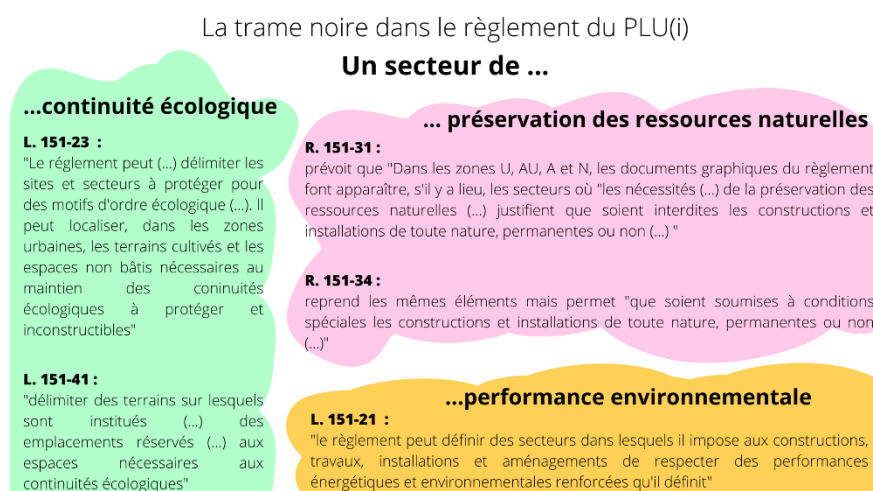 La trame noire dans le règlement du PLU(i)
Un secteur de ...
...continuité écologique
L. 151-23 :
"Le réglement peut (...) délimiter les
sites et secteurs à protéger pour
des motifs d'ordre écologique (...). Il
peut localiser, dans les zones
urbaines, les terrains cultivés et les
espaces non bâtis nécessaires au
maintien des coninuités
écologiques à protéger et
inconstructibles"
L. 151-41 :
"délimiter des terrains sur lesquels
sont institués (...) des
emplacements réservés (...) aux
espaces nécessaires aux
continuités écologiques"
... préservation des ressources naturelles
R. 151-31 :
prévoit que "Dans les zones U, AU, A et N, les documents graphiques du règlement
font apparaître, s'il y a lieu, les secteurs où "les nécessités (...) de la préservation des
ressources naturelles (...) justifient que soient interdites les constructions et
installations de toute nature, permanentes ou non (...) "
R. 151-34 :
reprend les mêmes éléments mais permet "que soient soumises à conditions
spéciales les constructions et installations de toute nature, permanentes ou non
(...)"
...performance environnementale
L. 151-21 :
"le règlement peut définir des secteurs dans lesquels il impose aux constructions,
travaux, installations et aménagements de respecter des performances
énergétiques et environnementales renforcées qu'il définit"